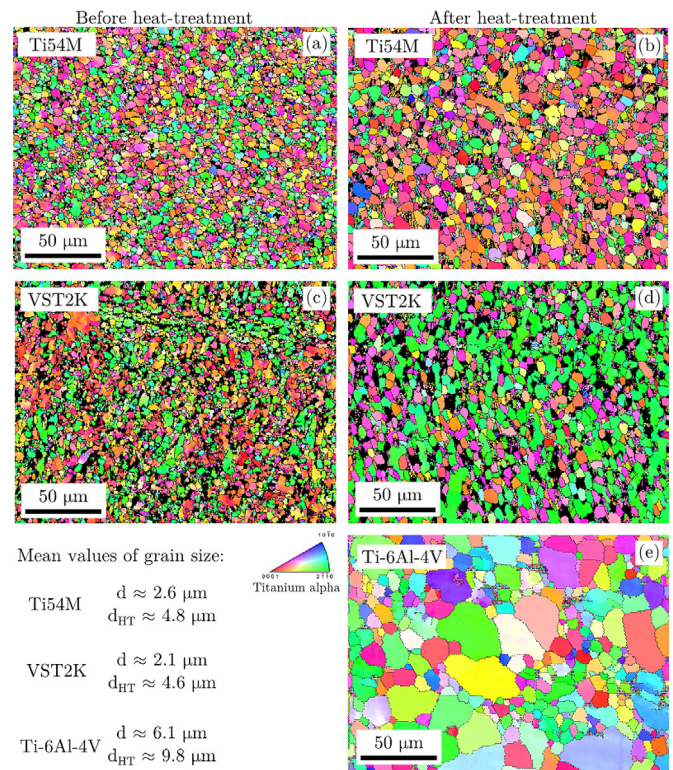 Before heat-treatment
After heat-treatment
Ti54M
(a)
50 μm
Ti54M
(b)
50 μm
VST2K
(c)
50 μm
VST2K
(d)
50 μm
Mean values of grain size:
Ti54M
d ≈ 2.6 μm
d_HT ≈ 4.8 μm
VST2K
d ≈ 2.1 μm
d_HT ≈ 4.6 μm
Ti-6Al-4V
d ≈ 6.1 μm
d_HT ≈ 9.8 μm
101̄0
0001
2110
Titanium alpha
Ti-6Al-4V
(e)
50 μm